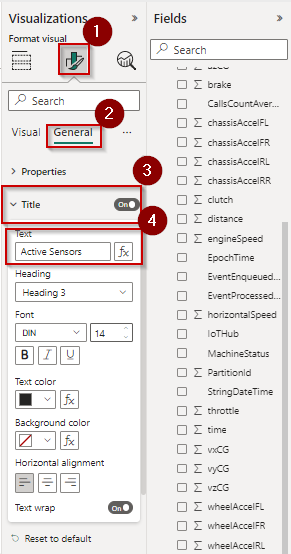 Visualizations
Format visual
1
Search
2
Visual
General
...
3
Properties
Title
On
4
Text
Active Sensors
fx
Heading
Heading 3
Font
DIN
14
B
I
U
Text color
fx
Background color
fx
Horizontal alignment
Text wrap
On
Reset to default
Fields
Search
brake
CallsCountAver...
chassisAccelFL
chassisAccelFR
chassisAccelRL
chassisAccelRR
clutch
distance
engineSpeed
EpochTime
EventEnqueued...
EventProcessed...
horizontalSpeed
IoTHub
MachineStatus
PartitionId
StringDateTime
throttle
time
vxCG
vyCG
vzCG
wheelAccelFL
wheelAccelFR
wheelAccelRL